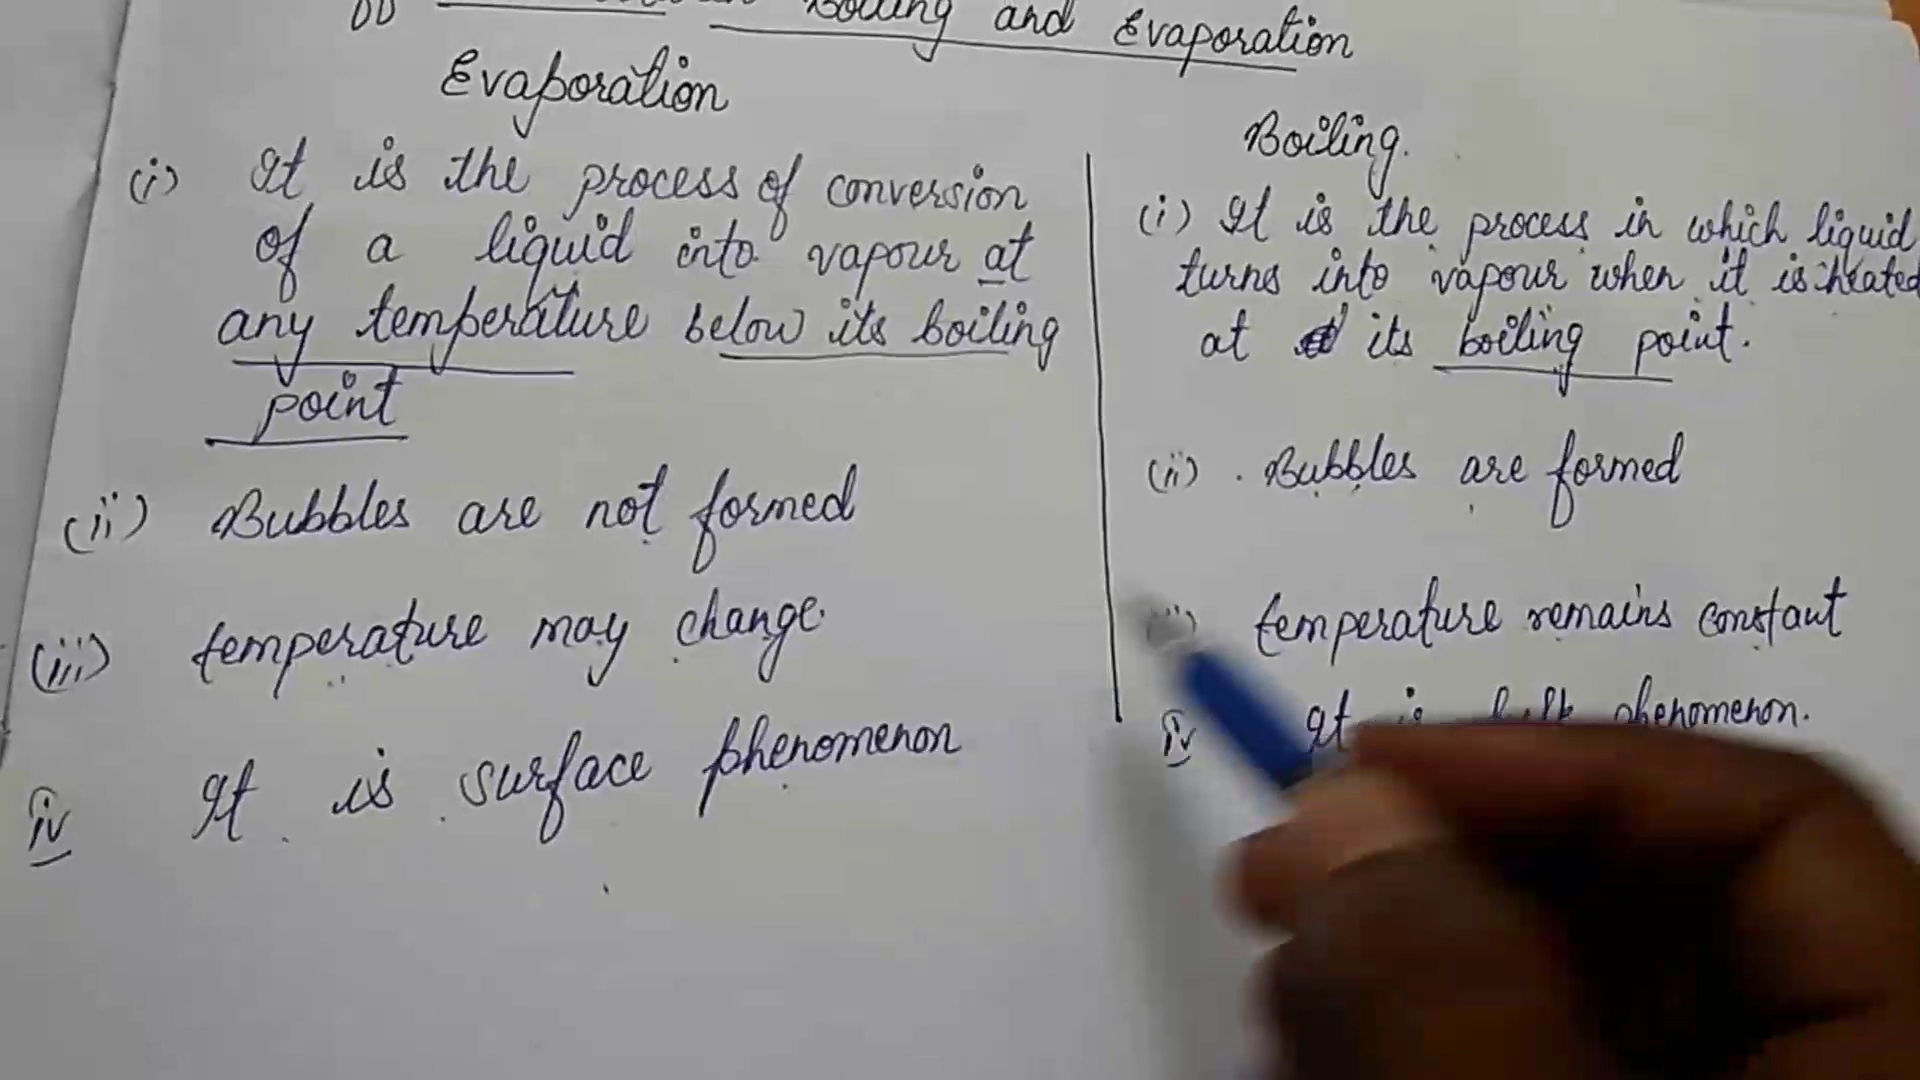 Boiling and Evaporation
Evaporation
(i) It is the process of conversion
of a liquid into vapour at
any temperature below its boiling
point
(ii) Bubbles are not formed
(iii) temperature may change.
iv It is surface phenomenon
Boiling.
(i) It is the process in which liquid
turns into vapour when it is heated
at its boiling point.
(ii) Bubbles are formed
temperature remains constant
iv It is phenomenon.